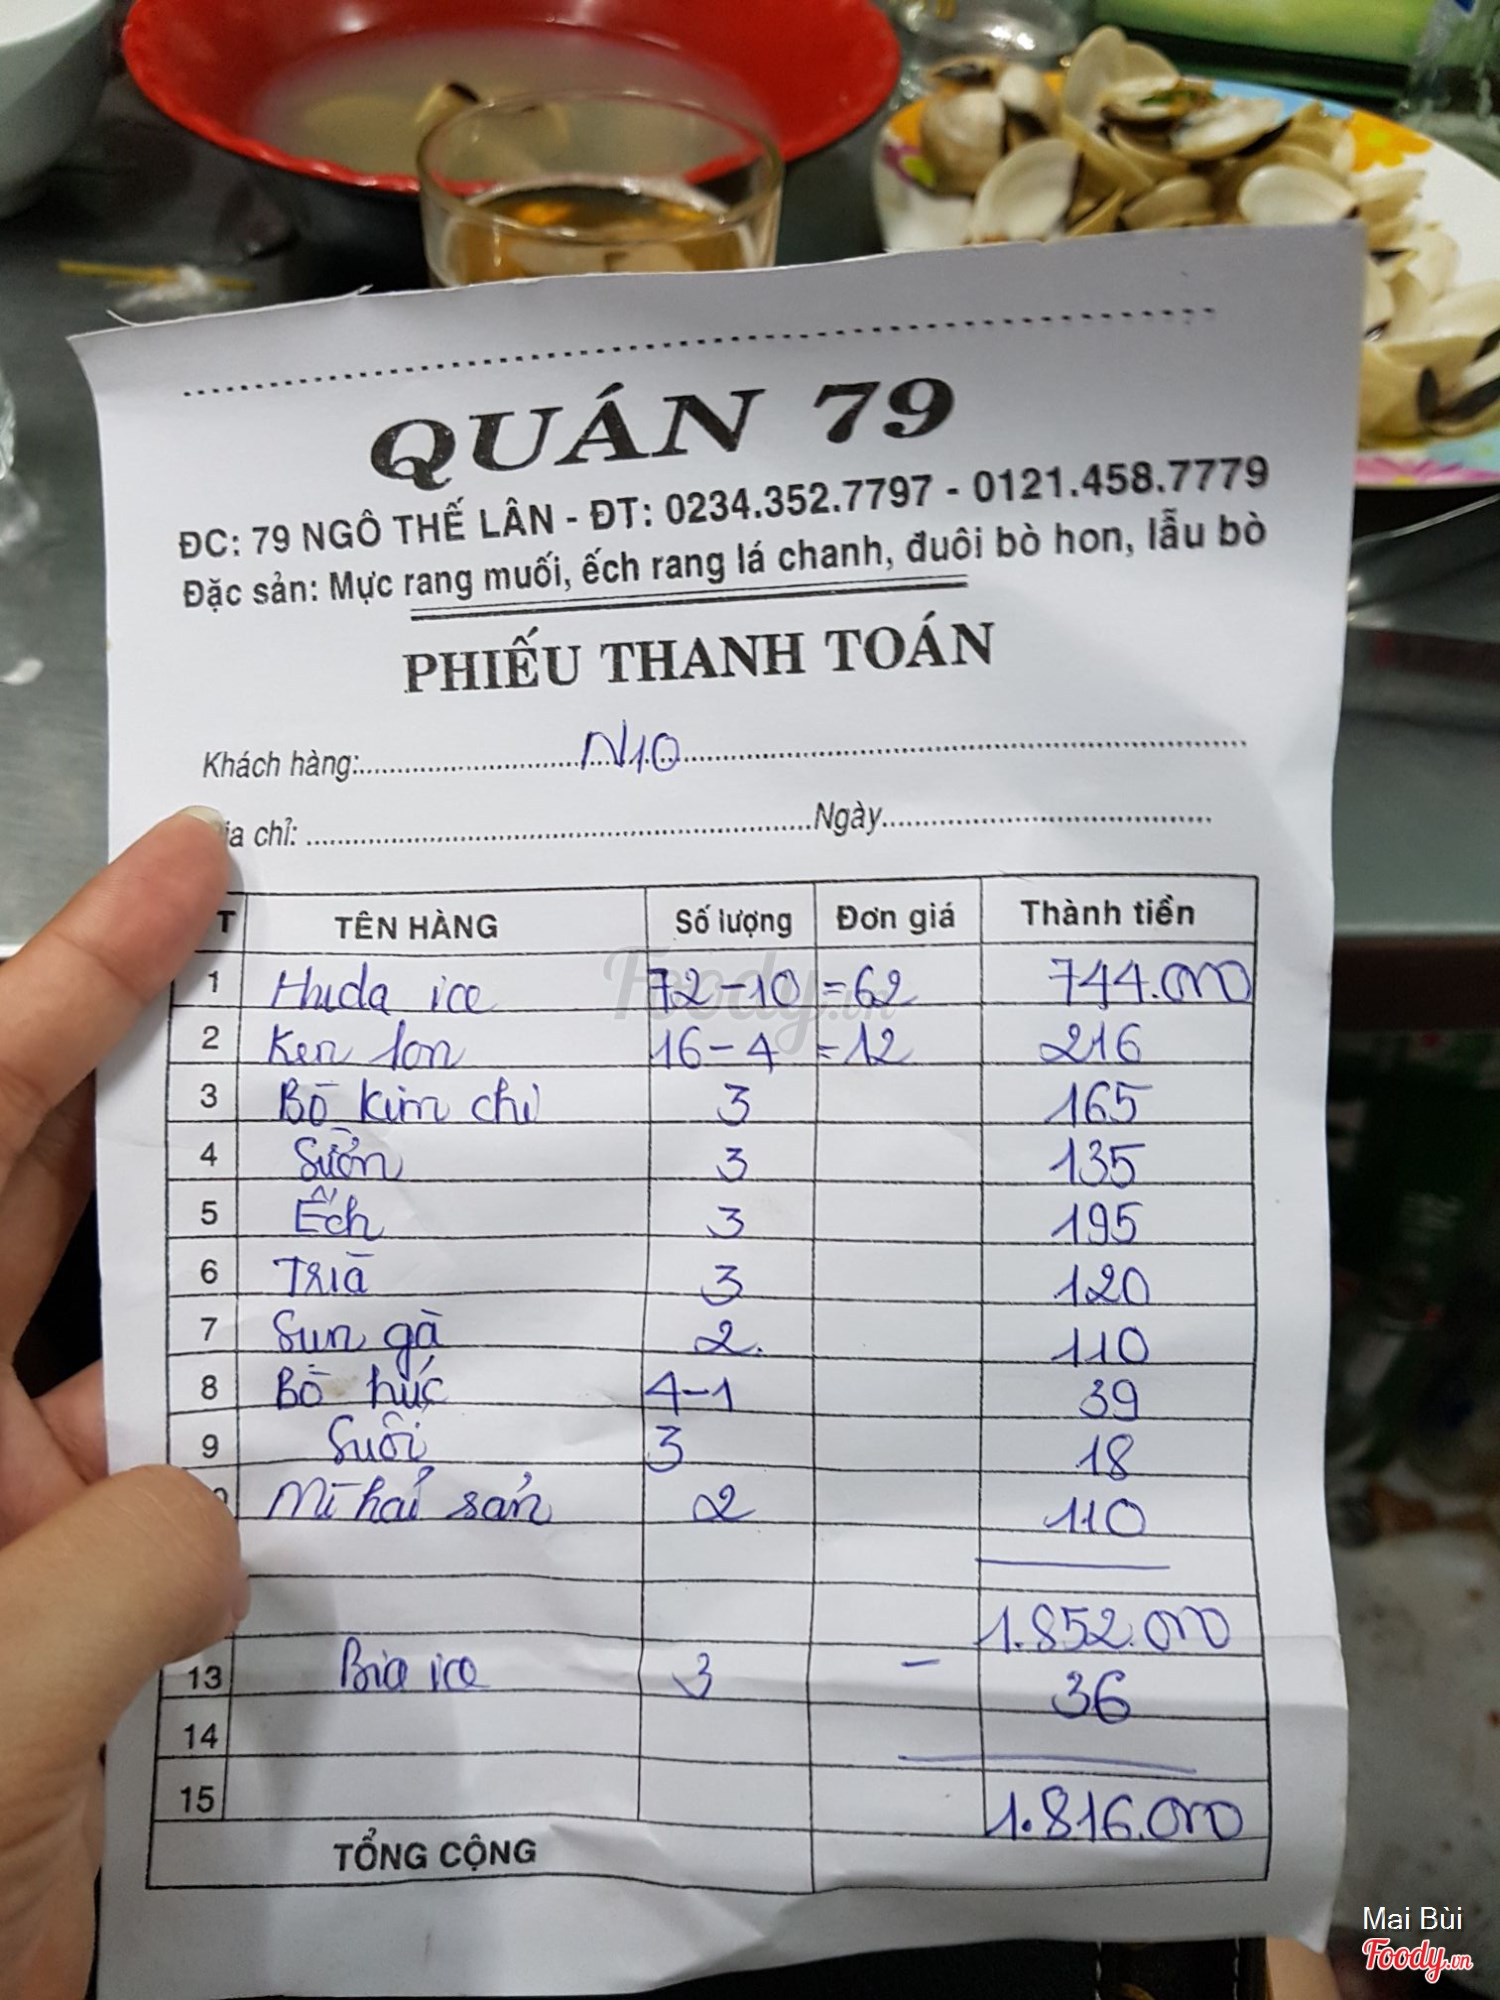 QUÁN 79
ĐC: 79 NGÔ THẾ LÂN - ĐT: 0234.352.7797 - 0121.458.7779
Đặc sản: Mực rang muối, ếch rang lá chanh, đuôi bò hon, lẫu bò
PHIẾU THANH TOÁN
Khách hàng: N10
ịa chỉ: Ngày
T TÊN HÀNG Số lượng Đơn giá Thành tiền
1 Huda ice 72-10 =62 744.000
2 Ken lon 16-4 =12 216
3 Bò kim chi 3 165
4 Sườn 3 135
5 Ếch 3 195
6 Trìa 3 120
7 Sụn gà 2. 110
8 Bò húc 4-1 39
9 Suối 3 18
Mì hải sản 2 110
1.852.000
13 Bia ice 3 - 36
14
15 1.816.000
TỔNG CỘNG
Foody.vn
Mai Bùi
Foody.vn